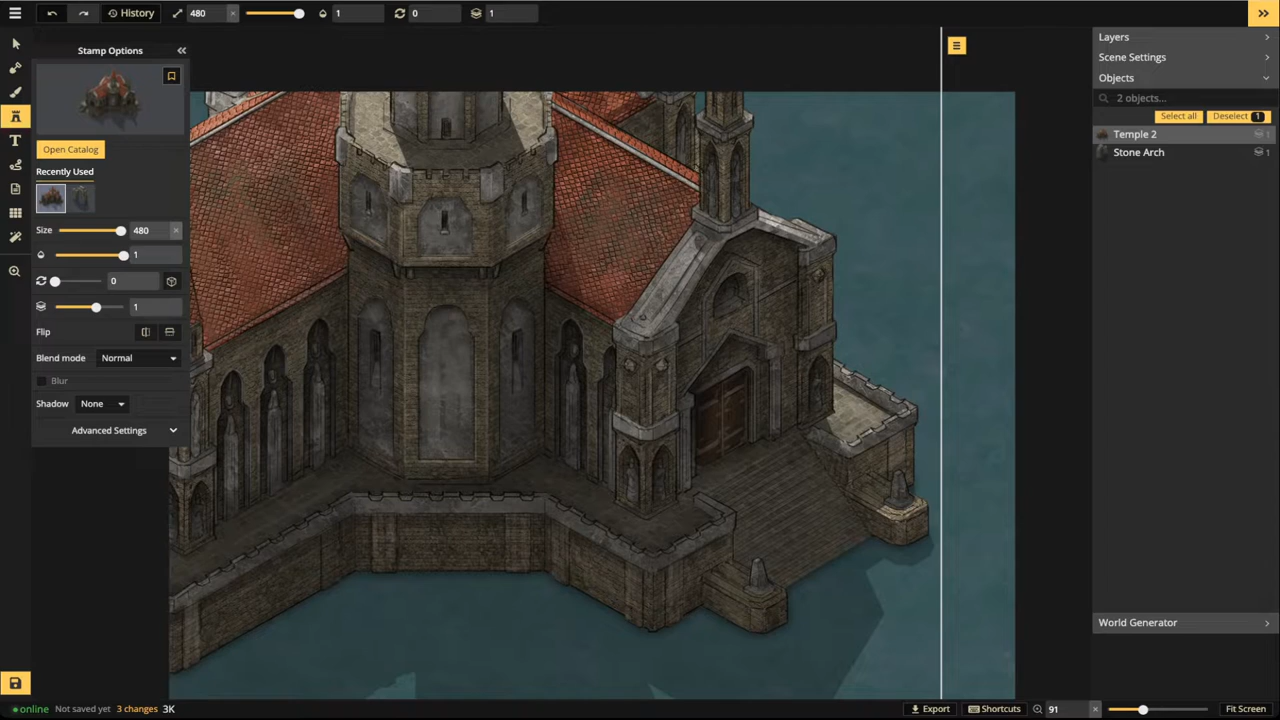 History
480
×
1
0
1
Stamp Options
Open Catalog
Recently Used
Size
480
×
1
0
1
Flip
Blend mode
Normal
Blur
Shadow
None
Advanced Settings
Layers
Scene Settings
Objects
2 objects...
Select all
Deselect 1
Temple 2
1
Stone Arch
1
World Generator
online
Not saved yet
3 changes
3K
Export
Shortcuts
91
×
Fit Screen